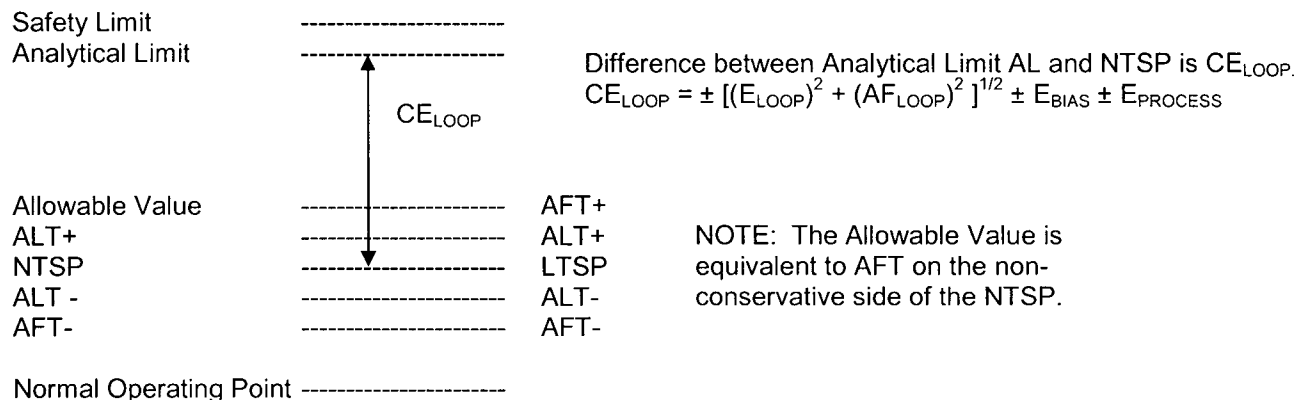 Safety Limit ----------------------
Analytical Limit ----------------------
Difference between Analytical Limit AL and NTSP is CE_LOOP.
CE_LOOP = ± [(E_LOOP)^2 + (AF_LOOP)^2 ]^1/2 ± E_BIAS ± E_PROCESS
CE_LOOP
Allowable Value ---------------------- AFT+
ALT+ ---------------------- ALT+ NOTE: The Allowable Value is
NTSP ---------------------- LTSP equivalent to AFT on the non-
ALT - ---------------------- ALT- conservative side of the NTSP.
AFT- ---------------------- AFT-
Normal Operating Point ----------------------